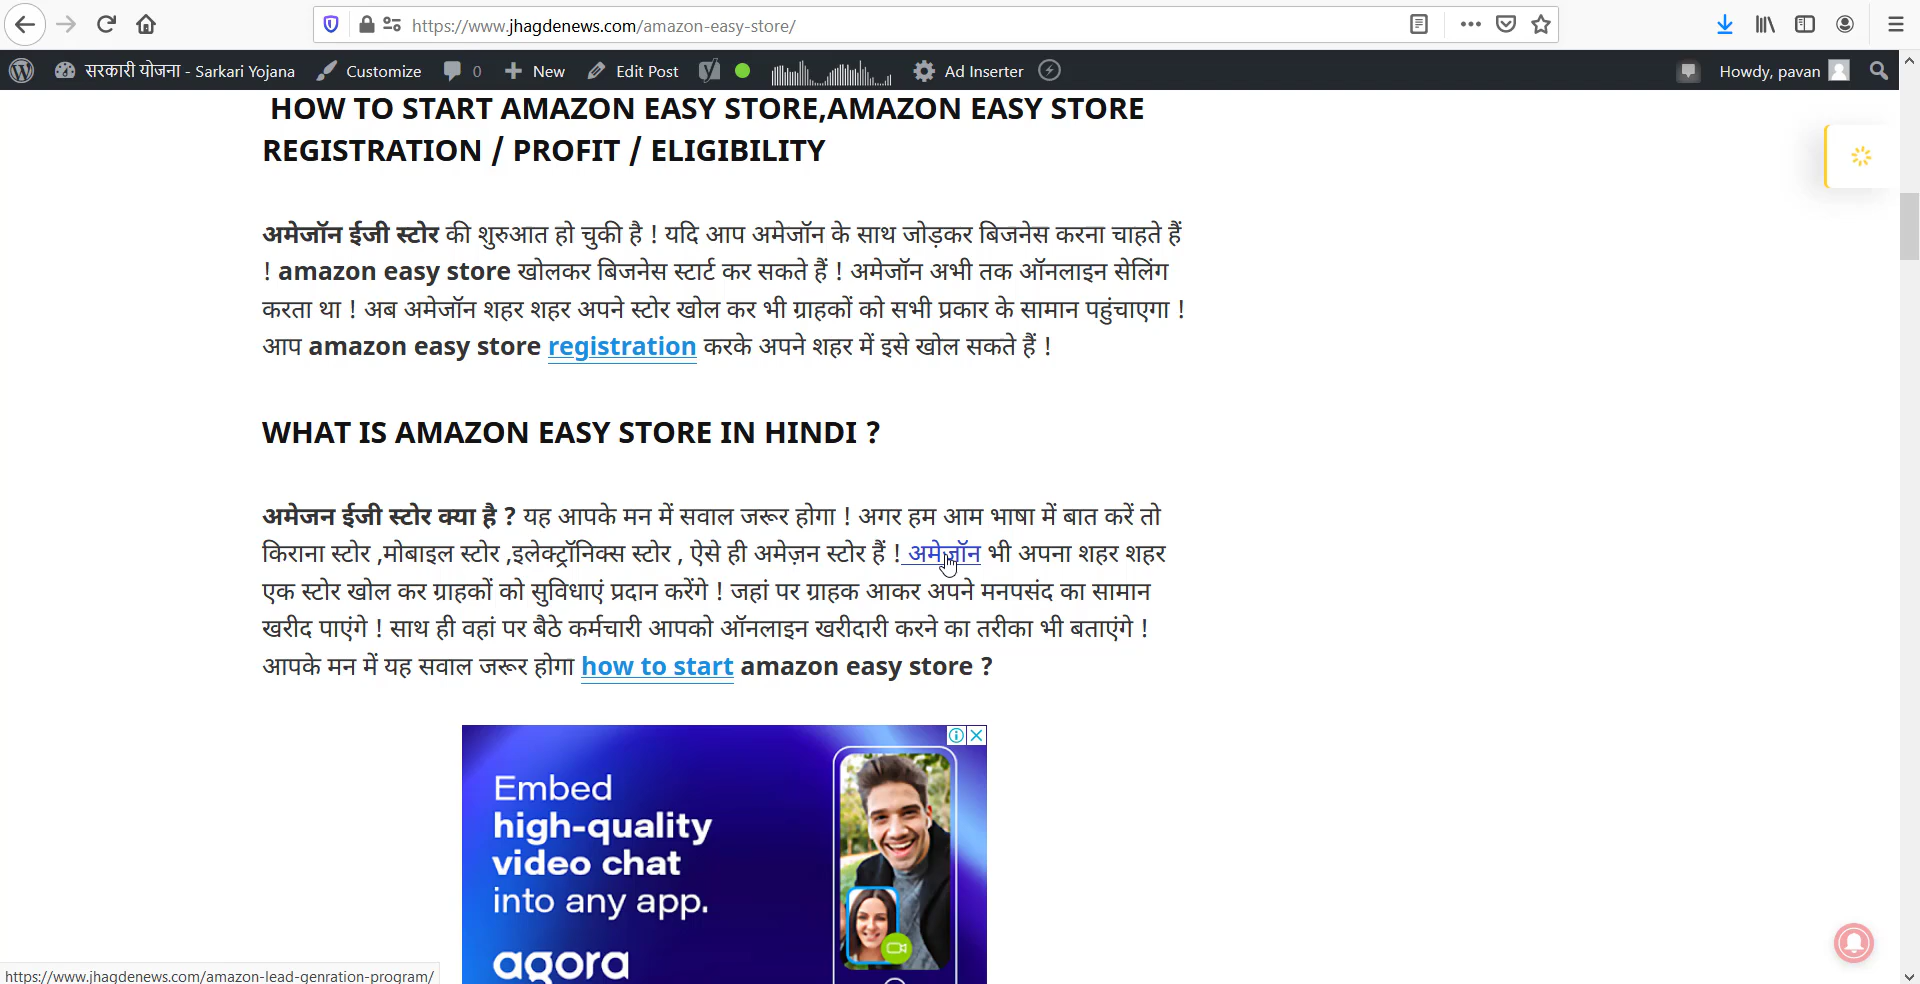 https://www.jhagdenews.com/amazon-easy-store/
सरकारी योजना - Sarkari Yojana Customize 0 New Edit Post Ad Inserter Howdy, pavan
HOW TO START AMAZON EASY STORE,AMAZON EASY STORE
REGISTRATION / PROFIT / ELIGIBILITY
अमेजॉन ईजी स्टोर की शुरुआत हो चुकी है ! यदि आप अमेजॉन के साथ जोड़कर बिजनेस करना चाहते हैं
! amazon easy store खोलकर बिजनेस स्टार्ट कर सकते हैं ! अमेजॉन अभी तक ऑनलाइन सेलिंग
करता था ! अब अमेजॉन शहर शहर अपने स्टोर खोल कर भी ग्राहकों को सभी प्रकार के सामान पहुंचाएगा !
आप amazon easy store registration करके अपने शहर में इसे खोल सकते हैं !
WHAT IS AMAZON EASY STORE IN HINDI ?
अमेजन ईजी स्टोर क्या है ? यह आपके मन में सवाल जरूर होगा ! अगर हम आम भाषा में बात करें तो
किराना स्टोर ,मोबाइल स्टोर ,इलेक्ट्रॉनिक्स स्टोर , ऐसे ही अमेज़न स्टोर हैं ! अमेजॉन भी अपना शहर शहर
एक स्टोर खोल कर ग्राहकों को सुविधाएं प्रदान करेंगे ! जहां पर ग्राहक आकर अपने मनपसंद का सामान
खरीद पाएंगे ! साथ ही वहां पर बैठे कर्मचारी आपको ऑनलाइन खरीदारी करने का तरीका भी बताएंगे !
आपके मन में यह सवाल जरूर होगा how to start amazon easy store ?
Embed
high-quality
video chat
into any app.
agora
https://www.jhagdenews.com/amazon-lead-genration-program/